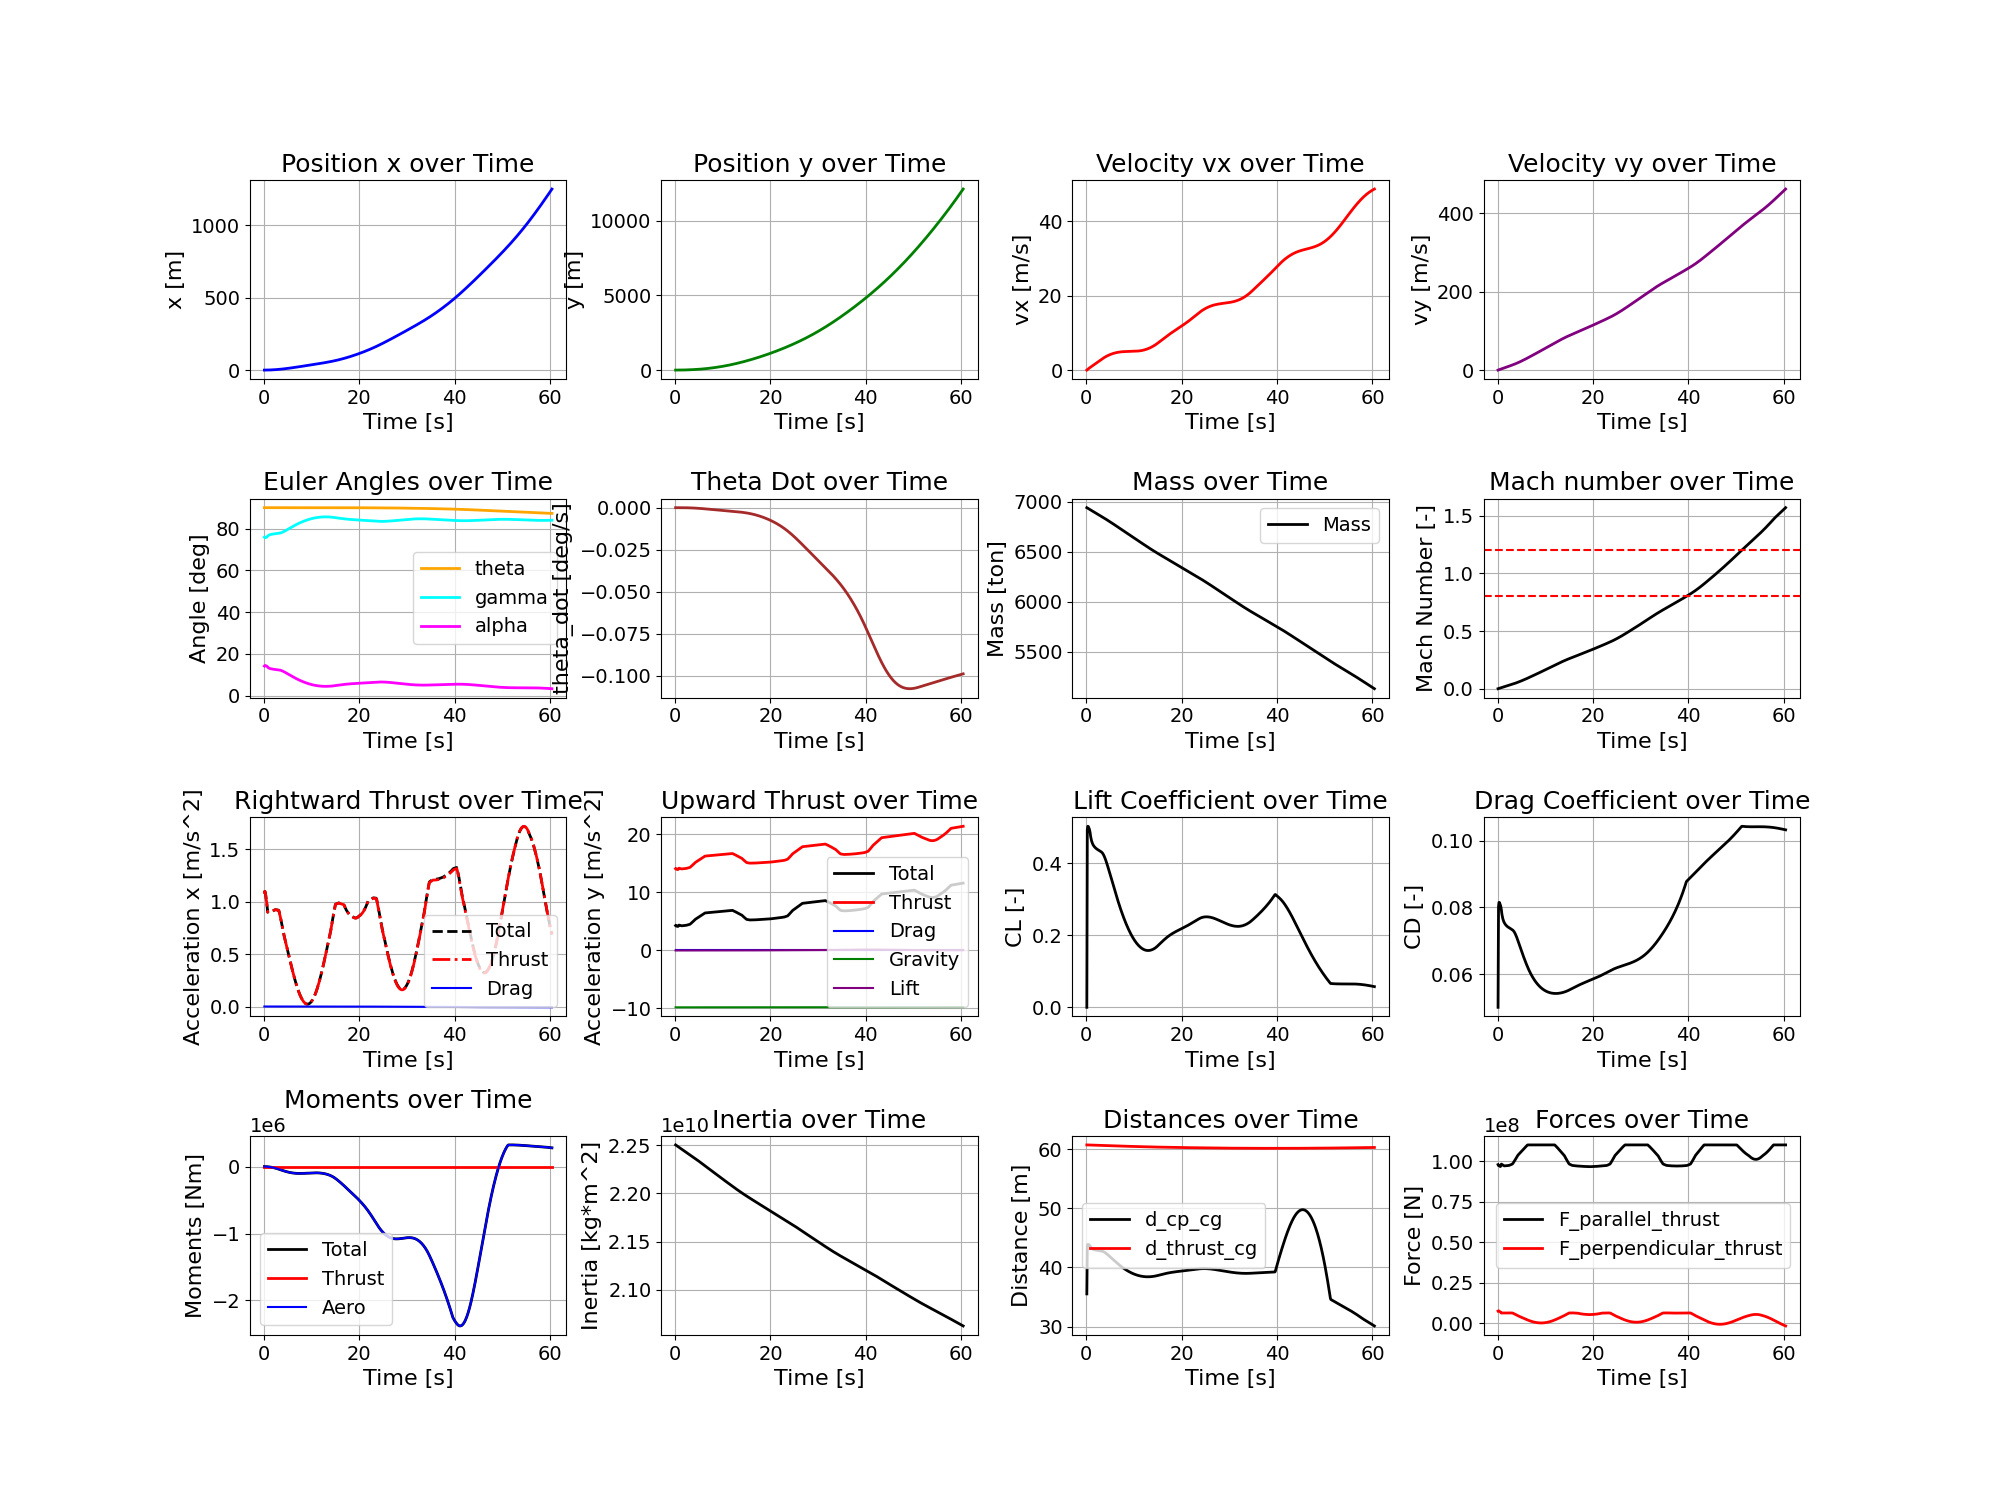 Position x over Time
x [m]
1000
500
0
0 20 40 60
Time [s]
Position y over Time
y [m]
10000
5000
0
0 20 40 60
Time [s]
Velocity vx over Time
vx [m/s]
40
20
0
0 20 40 60
Time [s]
Velocity vy over Time
vy [m/s]
400
200
0
0 20 40 60
Time [s]
Euler Angles over Time
Angle [deg]
80
60
40
20
0
theta
gamma
alpha
0 20 40 60
Time [s]
Theta Dot over Time
theta_dot [deg/s]
0.000
−0.025
−0.050
−0.075
−0.100
0 20 40 60
Time [s]
Mass over Time
Mass [ton]
7000
6500
6000
5500
Mass
0 20 40 60
Time [s]
Mach number over Time
Mach Number [-]
1.5
1.0
0.5
0.0
0 20 40 60
Time [s]
Rightward Thrust over Time
Acceleration x [m/s^2]
1.5
1.0
0.5
0.0
Total
Thrust
Drag
0 20 40 60
Time [s]
Upward Thrust over Time
Acceleration y [m/s^2]
20
10
0
−10
Total
Thrust
Drag
Gravity
Lift
0 20 40 60
Time [s]
Lift Coefficient over Time
CL [-]
0.4
0.2
0.0
0 20 40 60
Time [s]
Drag Coefficient over Time
CD [-]
0.10
0.08
0.06
0 20 40 60
Time [s]
Moments over Time
1e6
Moments [Nm]
0
−1
−2
Total
Thrust
Aero
0 20 40 60
Time [s]
Inertia over Time
1e10
Inertia [kg*m^2]
2.25
2.20
2.15
2.10
0 20 40 60
Time [s]
Distances over Time
Distance [m]
60
50
40
30
d_cp_cg
d_thrust_cg
0 20 40 60
Time [s]
Forces over Time
1e8
Force [N]
1.00
0.75
0.50
0.25
0.00
F_parallel_thrust
F_perpendicular_thrust
0 20 40 60
Time [s]